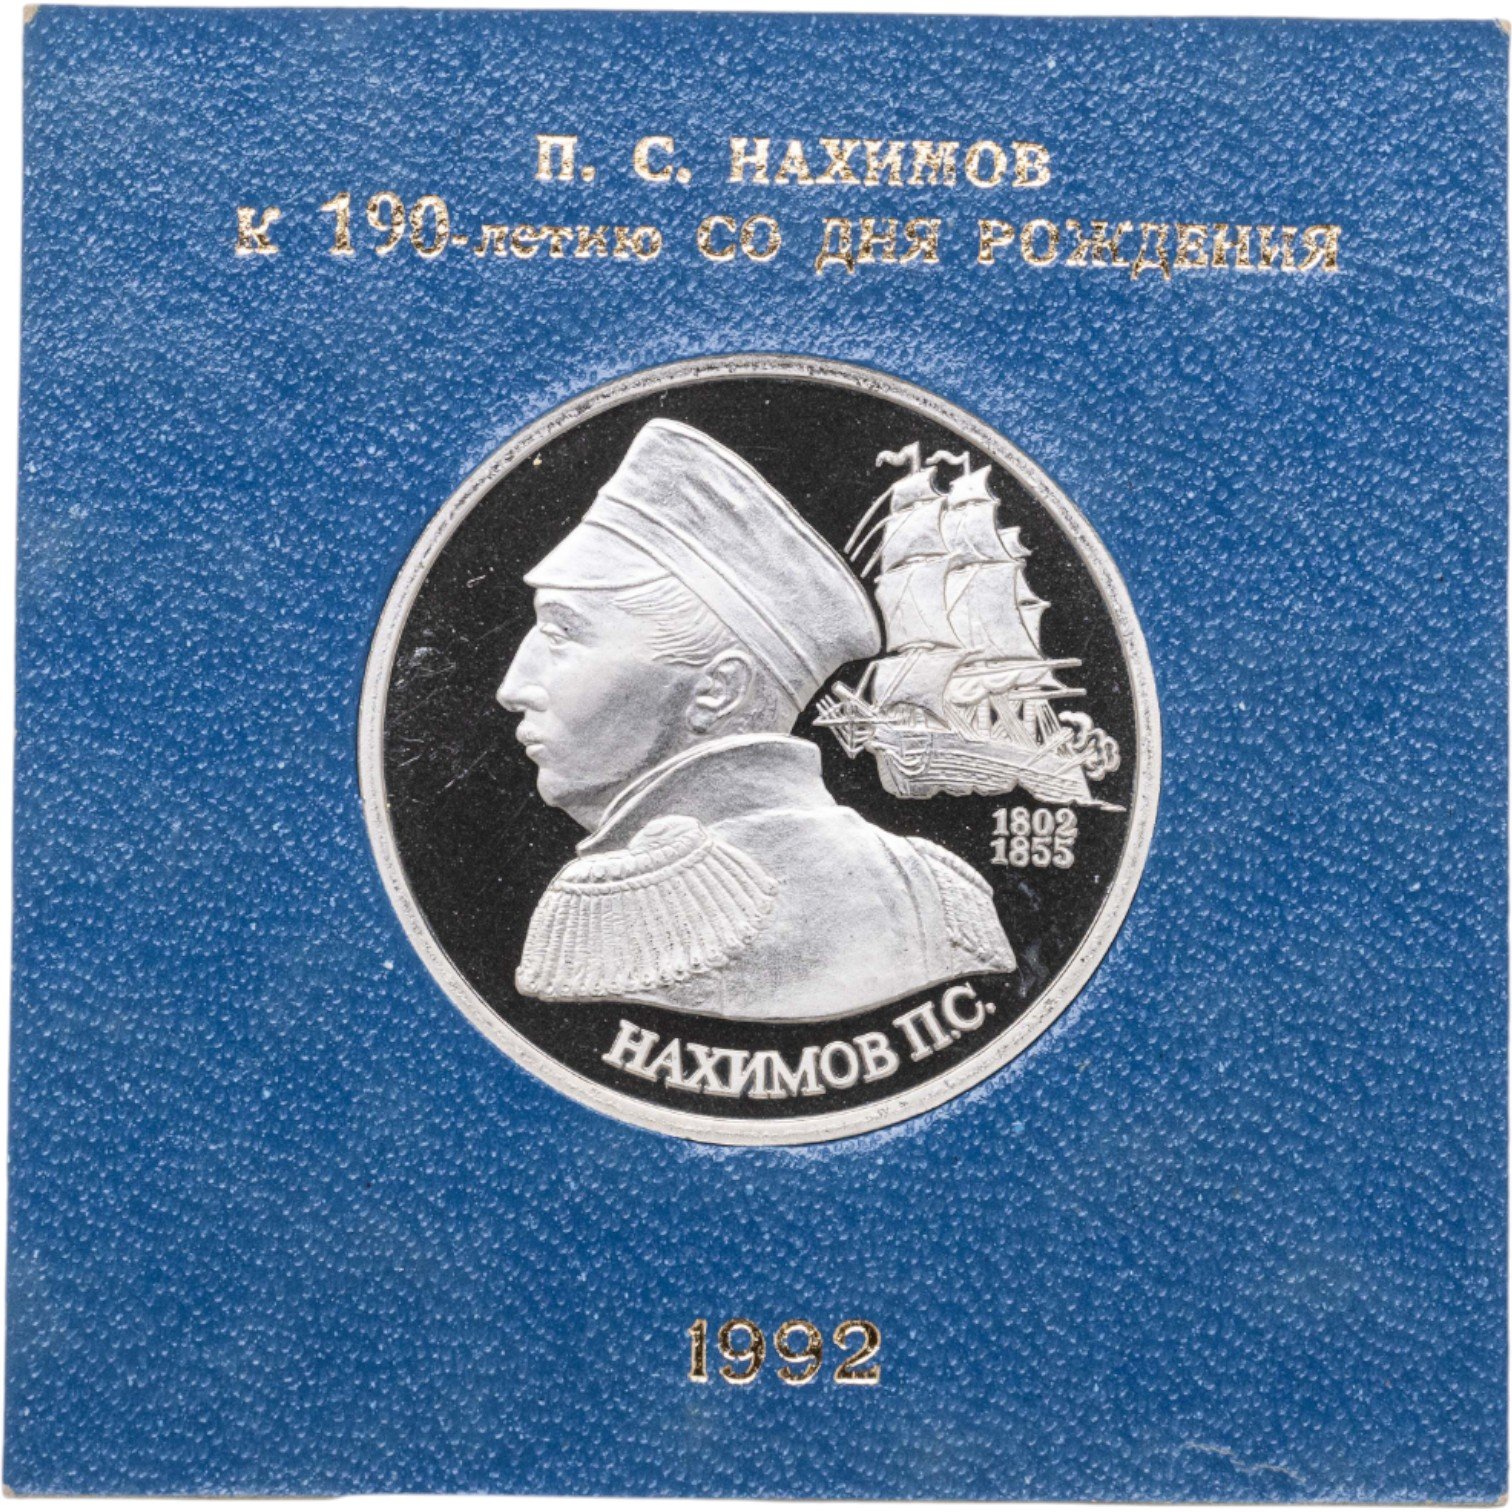 П. С. НАХИМОВ
К 190-летию СО ДНЯ РОЖДЕНИЯ
1802
1855
НАХИМОВ П.С.
1992